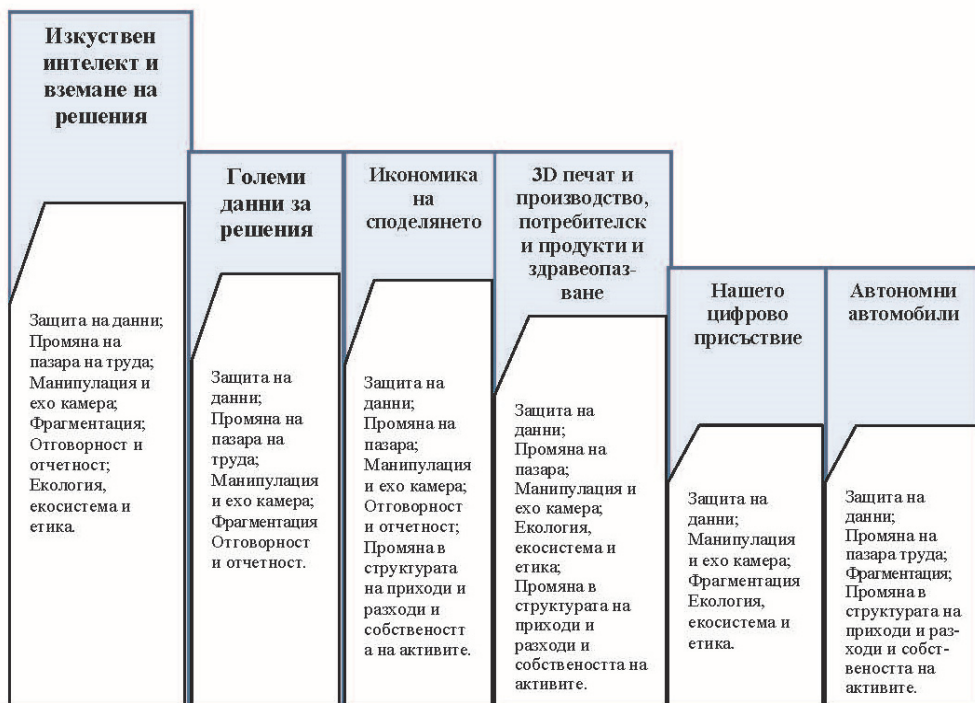 Изкуствен
интелект и
вземане на
решения
Защита на данни;
Промяна на
пазара на труда;
Манипулация и
ехо камера;
Фрагментация;
Отговорност и
отчетност;
Екология,
екосистема и
етика.
Големи
данни за
решения
Защита на
данни;
Промяна на
пазара на
труда;
Манипулация
и ехо камера;
Фрагментация
Отговорност
и отчетност.
Икономика
на
споделянето
Защита на
данни;
Промяна на
пазара;
Манипулация
и ехо камера;
Отговорност
и отчетност;
Промяна в
структурата
на приходи и
разходи и
собственостт
а на активите.
3D печат и
производство,
потребителск
и продукти и
здравеопаз-
ване
Защита на
данни;
Промяна на
пазара;
Манипулация и
ехо камера;
Екология,
екосистема и
етика;
Промяна в
структурата на
приходи и
разходи и
собствеността на
активите.
Нашето
цифрово
присъствие
Защита на
данни;
Манипулация
и ехо камера;
Фрагментация
Екология,
екосистема и
етика.
Автономни
автомобили
Защита на
данни;
Промяна на
пазара труда;
Фрагментация;
Промяна в
структурата на
приходи и раз-
ходи и собст-
веността на
активите.